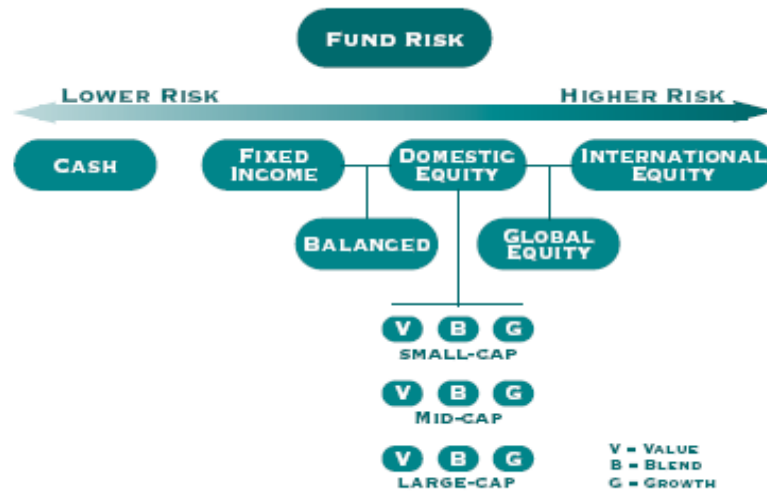 FUND RISK
LOWER RISK
HIGHER RISK
CASH
FIXED
INCOME
DOMESTIC
EQUITY
INTERNATIONAL
EQUITY
BALANCED
GLOBAL
EQUITY
V B G
SMALL-CAP
V B G
MID-CAP
V B G
LARGE-CAP
V = VALUE
B = BLEND
G = GROWTH